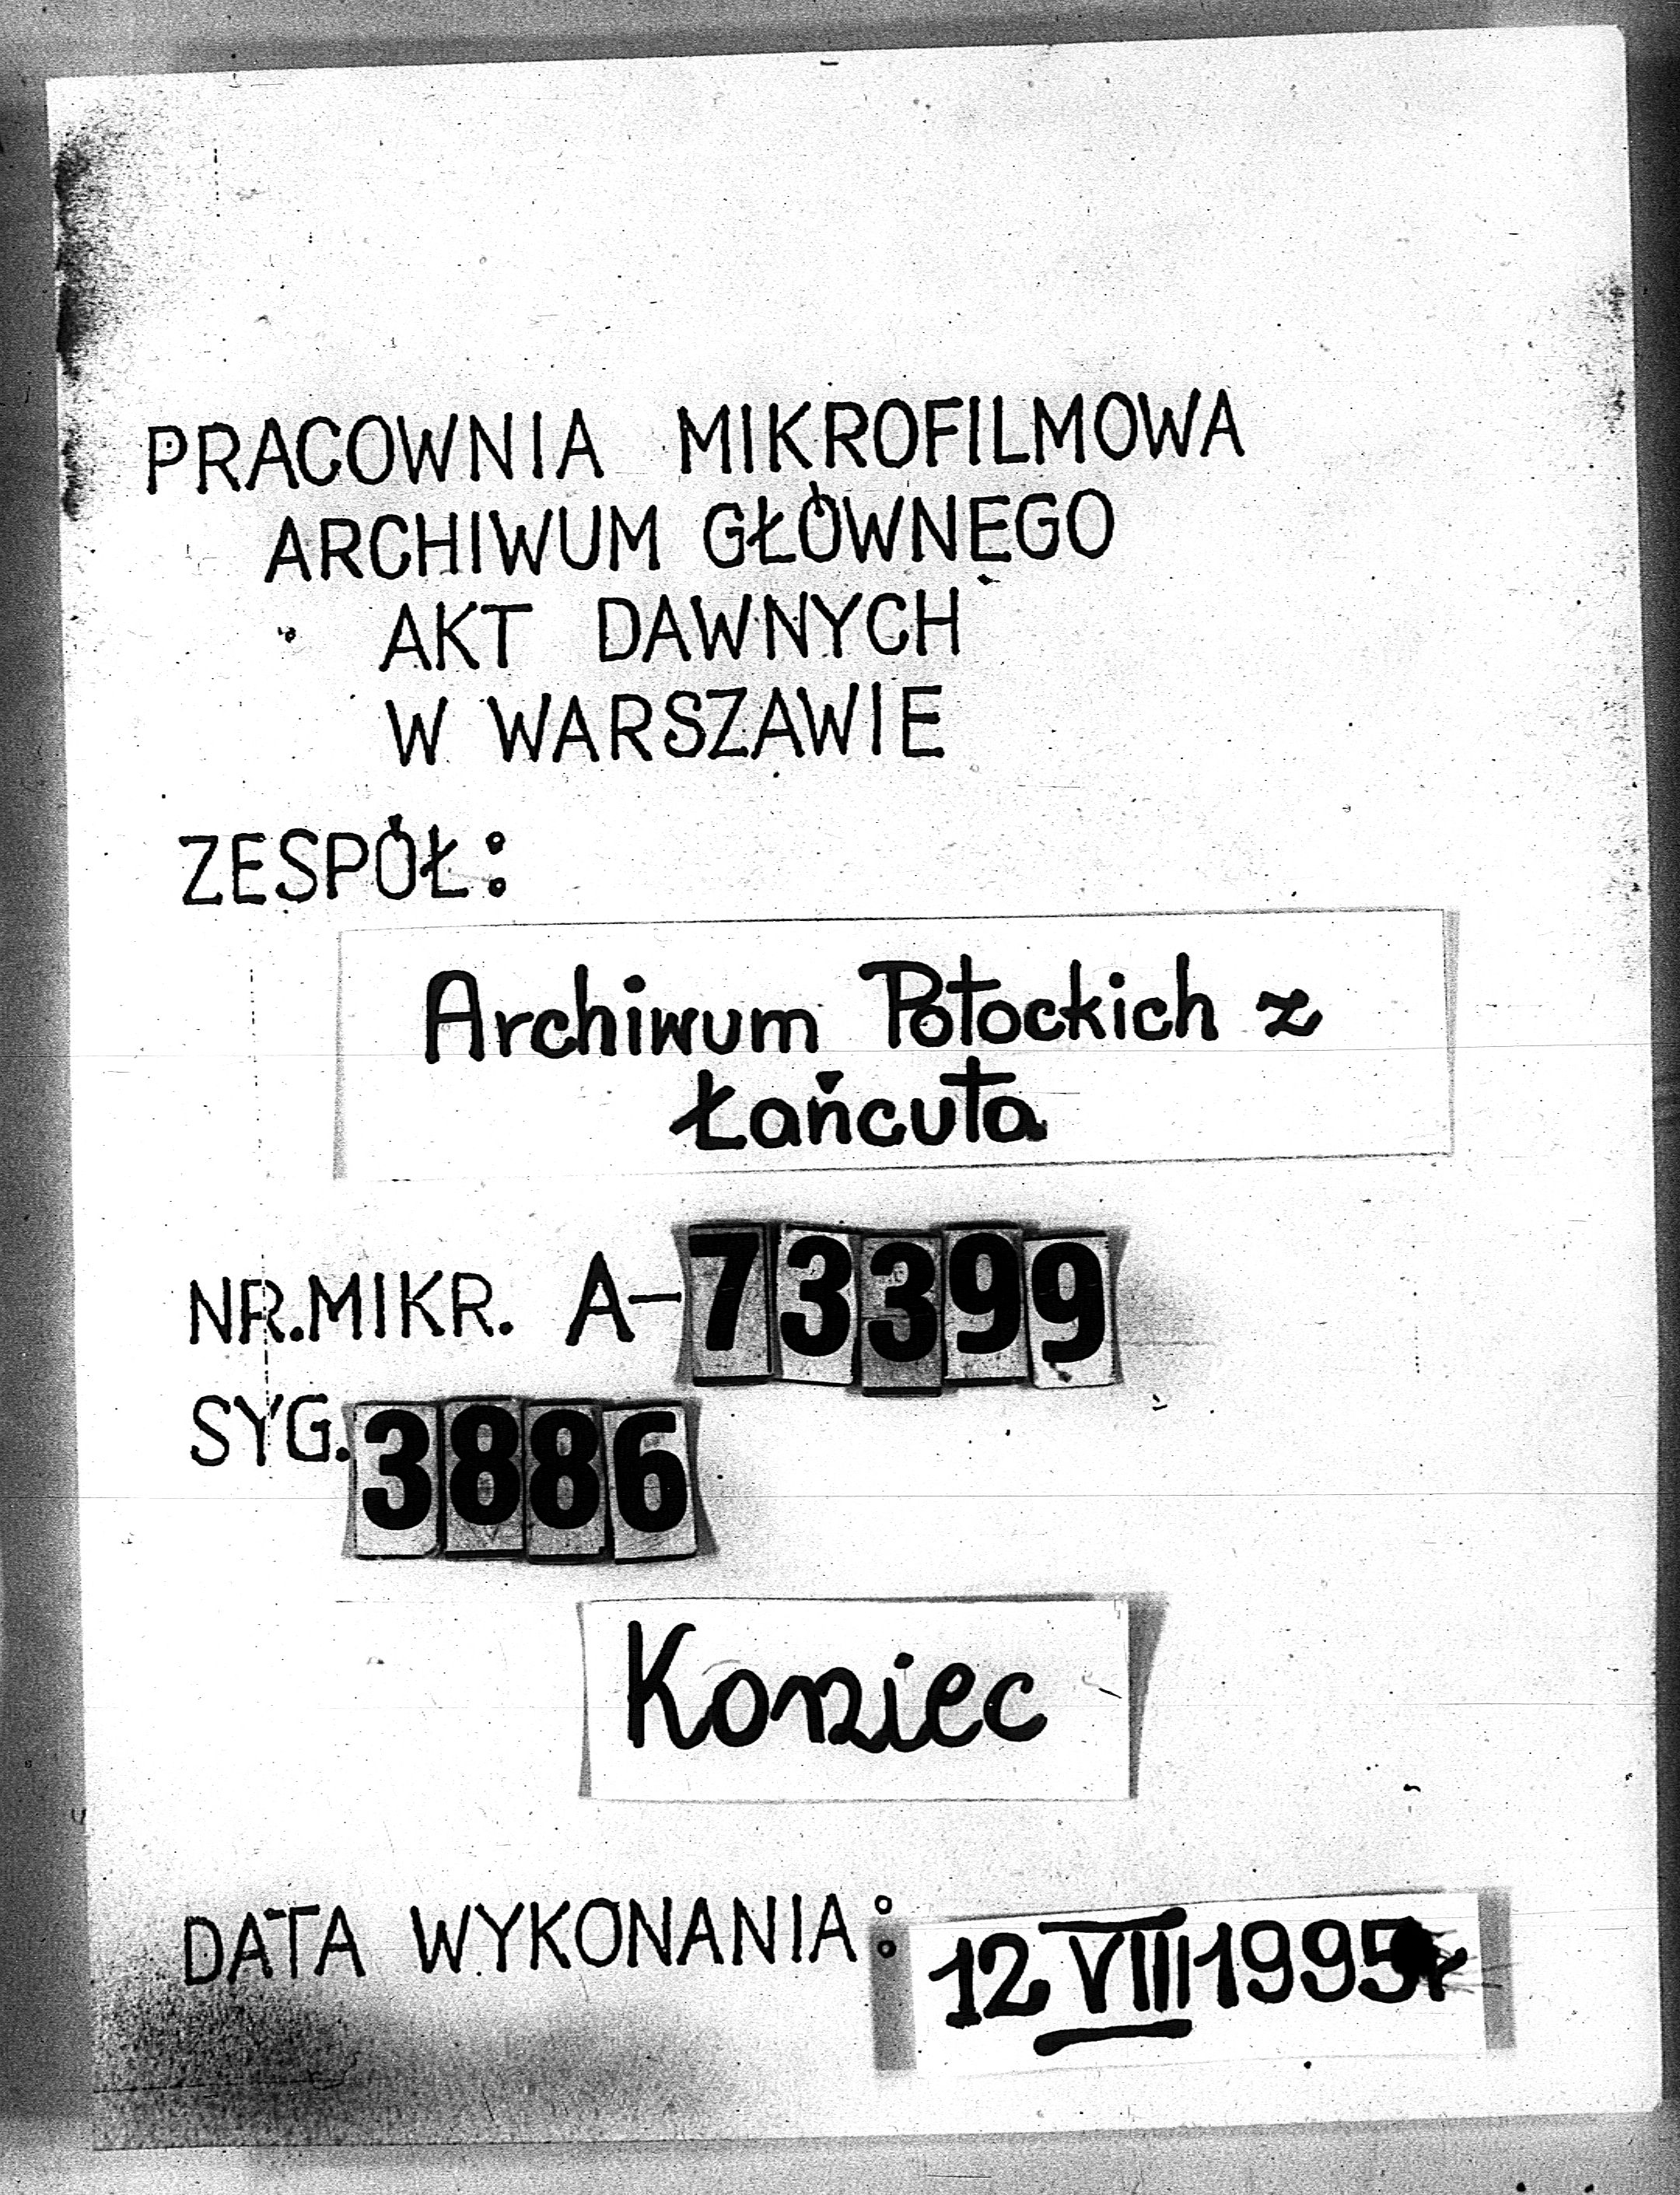 PRACOWNIA MIKROFILMOWA
ARCHIWUM GŁÓWNEGO
AKT DAWNYCH
W WARSZAWIE
ZESPÓŁ:
Archiwum Potockich z
Łańcuta
NR.MIKR. A-73399
SYG. 3886
Koniec
DATA WYKONANIA: 12 VIII 1995r